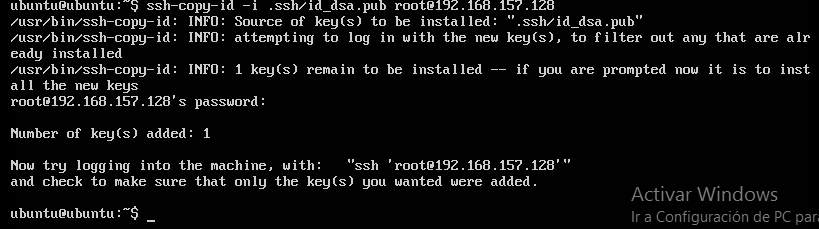 ubuntu@ubuntu:~$ ssh-copy-id -i .ssh/id_dsa.pub root@192.168.157.128
/usr/bin/ssh-copy-id: INFO: Source of key(s) to be installed: ".ssh/id_dsa.pub"
/usr/bin/ssh-copy-id: INFO: attempting to log in with the new key(s), to filter out any that are alr
eady installed
/usr/bin/ssh-copy-id: INFO: 1 key(s) remain to be installed -- if you are prompted now it is to inst
all the new keys
root@192.168.157.128's password:
Number of key(s) added: 1
Now try logging into the machine, with:   "ssh 'root@192.168.157.128'"
and check to make sure that only the key(s) you wanted were added.
ubuntu@ubuntu:~$ _
Activar Windows
Ir a Configuración de PC para